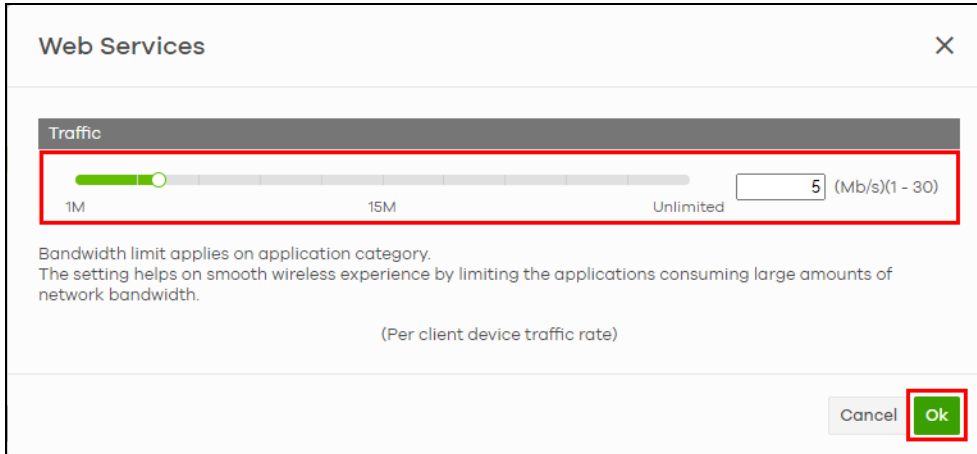 Web Services
Traffic
5 (Mb/s)(1 - 30)
1M 15M Unlimited
Bandwidth limit applies on application category.
The setting helps on smooth wireless experience by limiting the applications consuming large amounts of
network bandwidth.
(Per client device traffic rate)
Cancel Ok